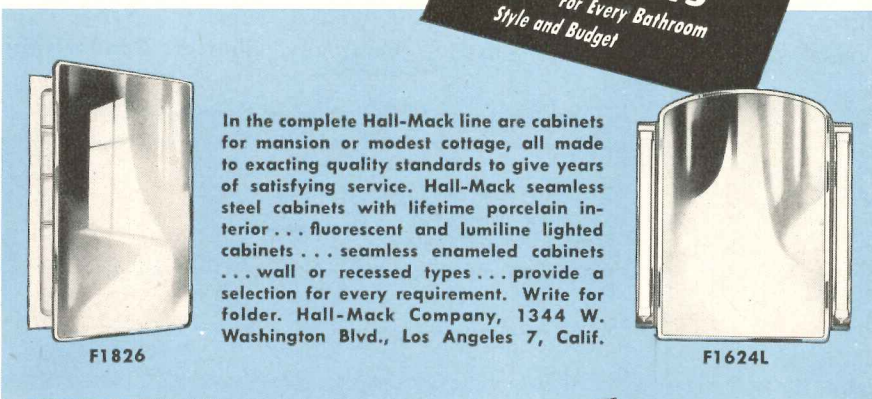 For Every Bathroom
Style and Budget
In the complete Hall-Mack line are cabinets
for mansion or modest cottage, all made
to exacting quality standards to give years
of satisfying service. Hall-Mack seamless
steel cabinets with lifetime porcelain in-
terior . . . fluorescent and lumiline lighted
cabinets . . . seamless enameled cabinets
. . . wall or recessed types . . . provide a
selection for every requirement. Write for
folder. Hall-Mack Company, 1344 W.
Washington Blvd., Los Angeles 7, Calif.
F1826
F1624L